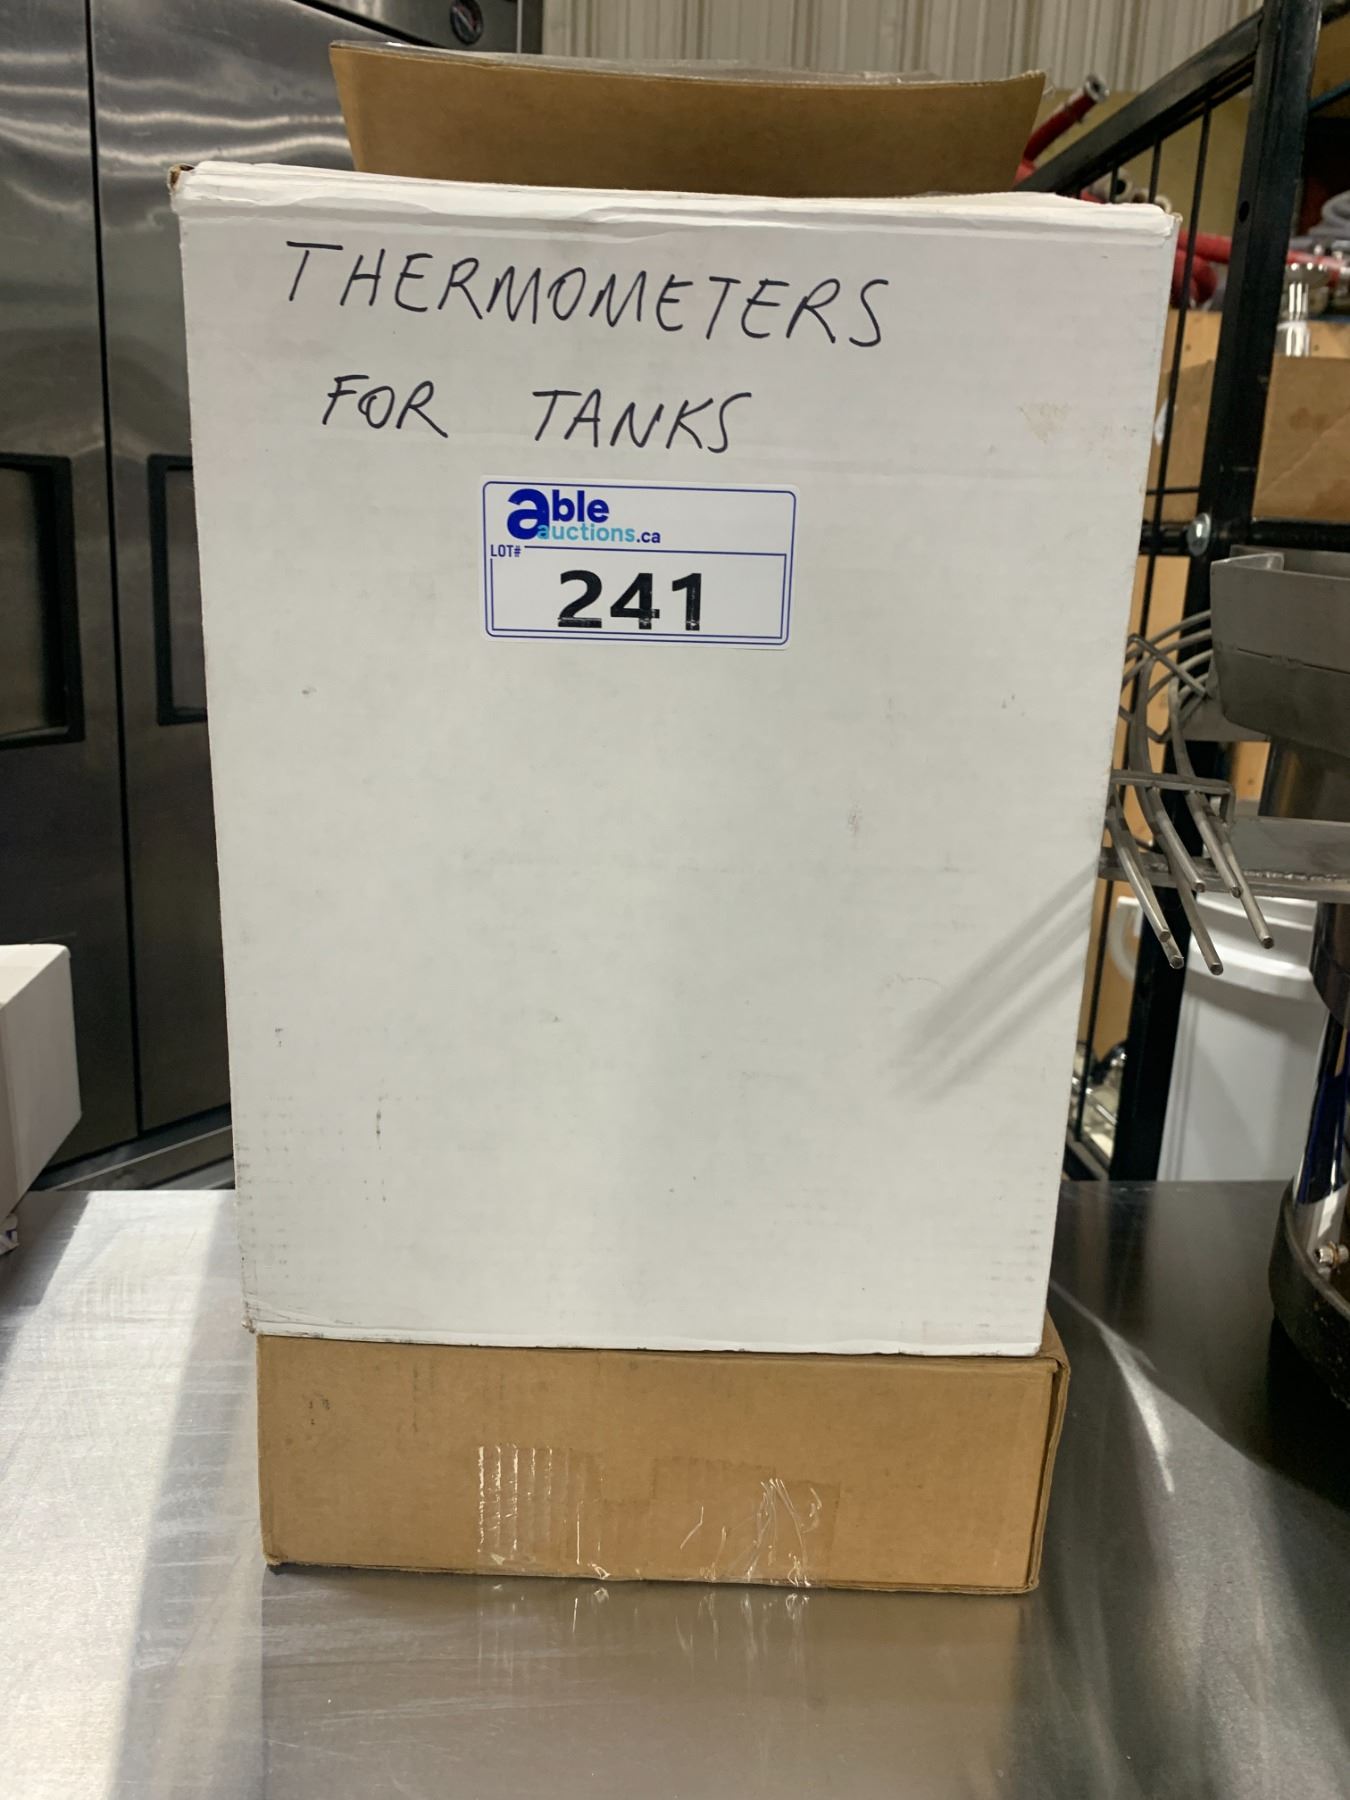 THERMOMETERS
FOR TANKS
able
auctions.ca
LOT#
241